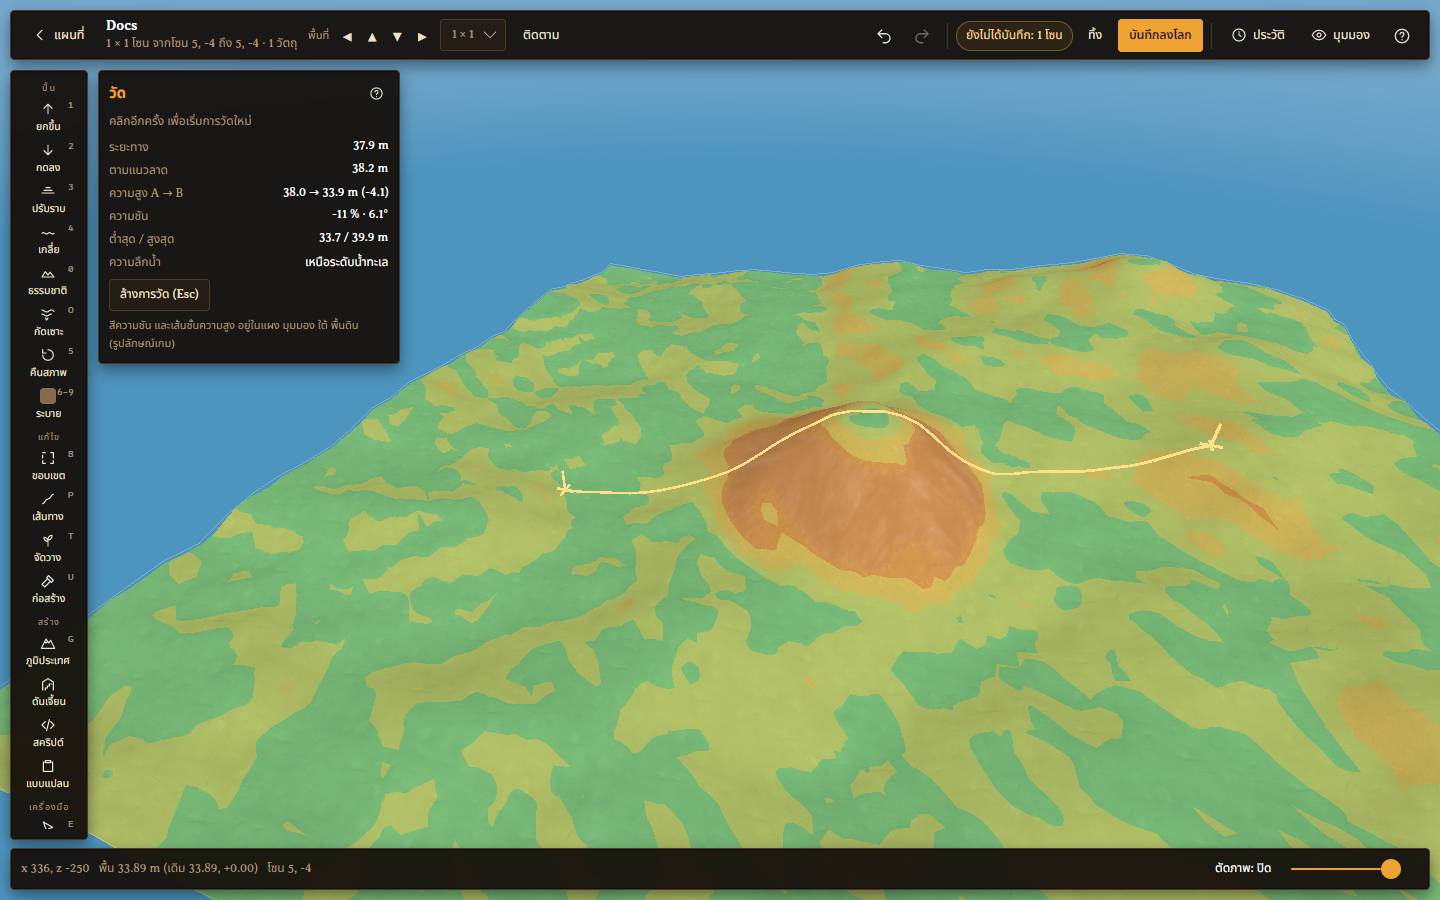 แผนที่
Docs
1 × 1 โซน จากโซน 5, -4 ถึง 5, -4 · 1 วัตถุ
พื้นที่
1 × 1
ติดตาม
ยังไม่ได้บันทึก: 1 โซน
ทิ้ง
บันทึกลงโลก
ประวัติ
มุมมอง
ปั้น
1
ยกขึ้น
2
กดลง
3
ปรับราบ
4
เกลี่ย
0
ธรรมชาติ
O
กัดเซาะ
5
คืนสภาพ
6–9
ระบาย
แก้ไข
B
ขอบเขต
P
เส้นทาง
T
จัดวาง
U
ก่อสร้าง
สร้าง
G
ภูมิประเทศ
ดันเจี้ยน
สคริปต์
แบบแปลน
เครื่องมือ
E
วัด
คลิกอีกครั้ง เพื่อเริ่มการวัดใหม่
ระยะทาง 37.9 m
ตามแนวลาด 38.2 m
ความสูง A → B 38.0 → 33.9 m (-4.1)
ความชัน -11 % · 6.1°
ต่ำสุด / สูงสุด 33.7 / 39.9 m
ความลึกน้ำ เหนือระดับน้ำทะเล
ล้างการวัด (Esc)
สีความชัน และเส้นชั้นความสูง อยู่ในแผง มุมมอง ใต้ พื้นดิน
(รูปลักษณ์เกม)
x 336, z -250 พื้น 33.89 m (เดิม 33.89, +0.00) โซน 5, -4
ตัดภาพ: ปิด